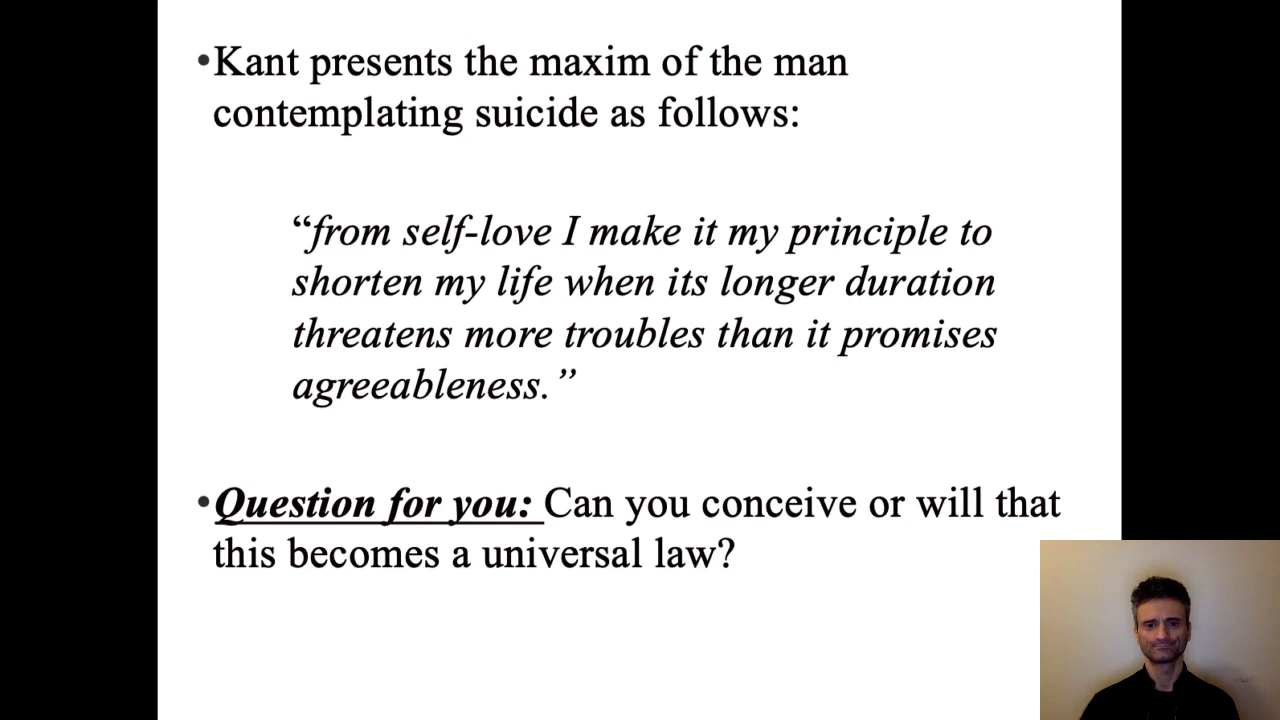 •Kant presents the maxim of the man
contemplating suicide as follows:
“from self-love I make it my principle to
shorten my life when its longer duration
threatens more troubles than it promises
agreeableness.”
•Question for you: Can you conceive or will that
this becomes a universal law?